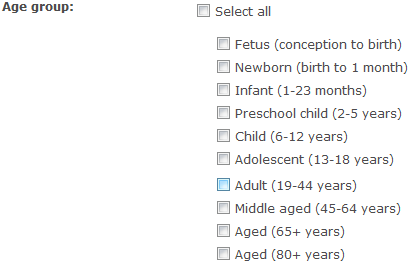 Age group:
Select all
Fetus (conception to birth)
Newborn (birth to 1 month)
Infant (1-23 months)
Preschool child (2-5 years)
Child (6-12 years)
Adolescent (13-18 years)
Adult (19-44 years)
Middle aged (45-64 years)
Aged (65+ years)
Aged (80+ years)